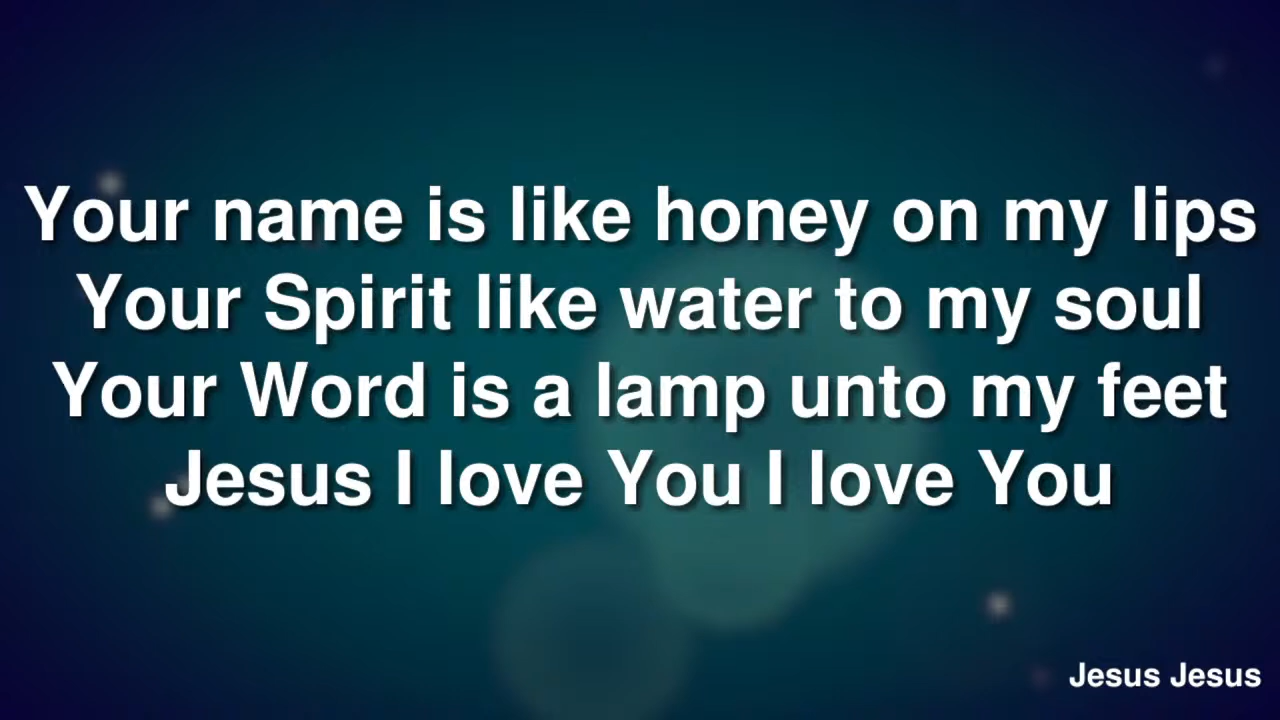 Your name is like honey on my lips
Your Spirit like water to my soul
Your Word is a lamp unto my feet
Jesus I love You I love You
Jesus Jesus